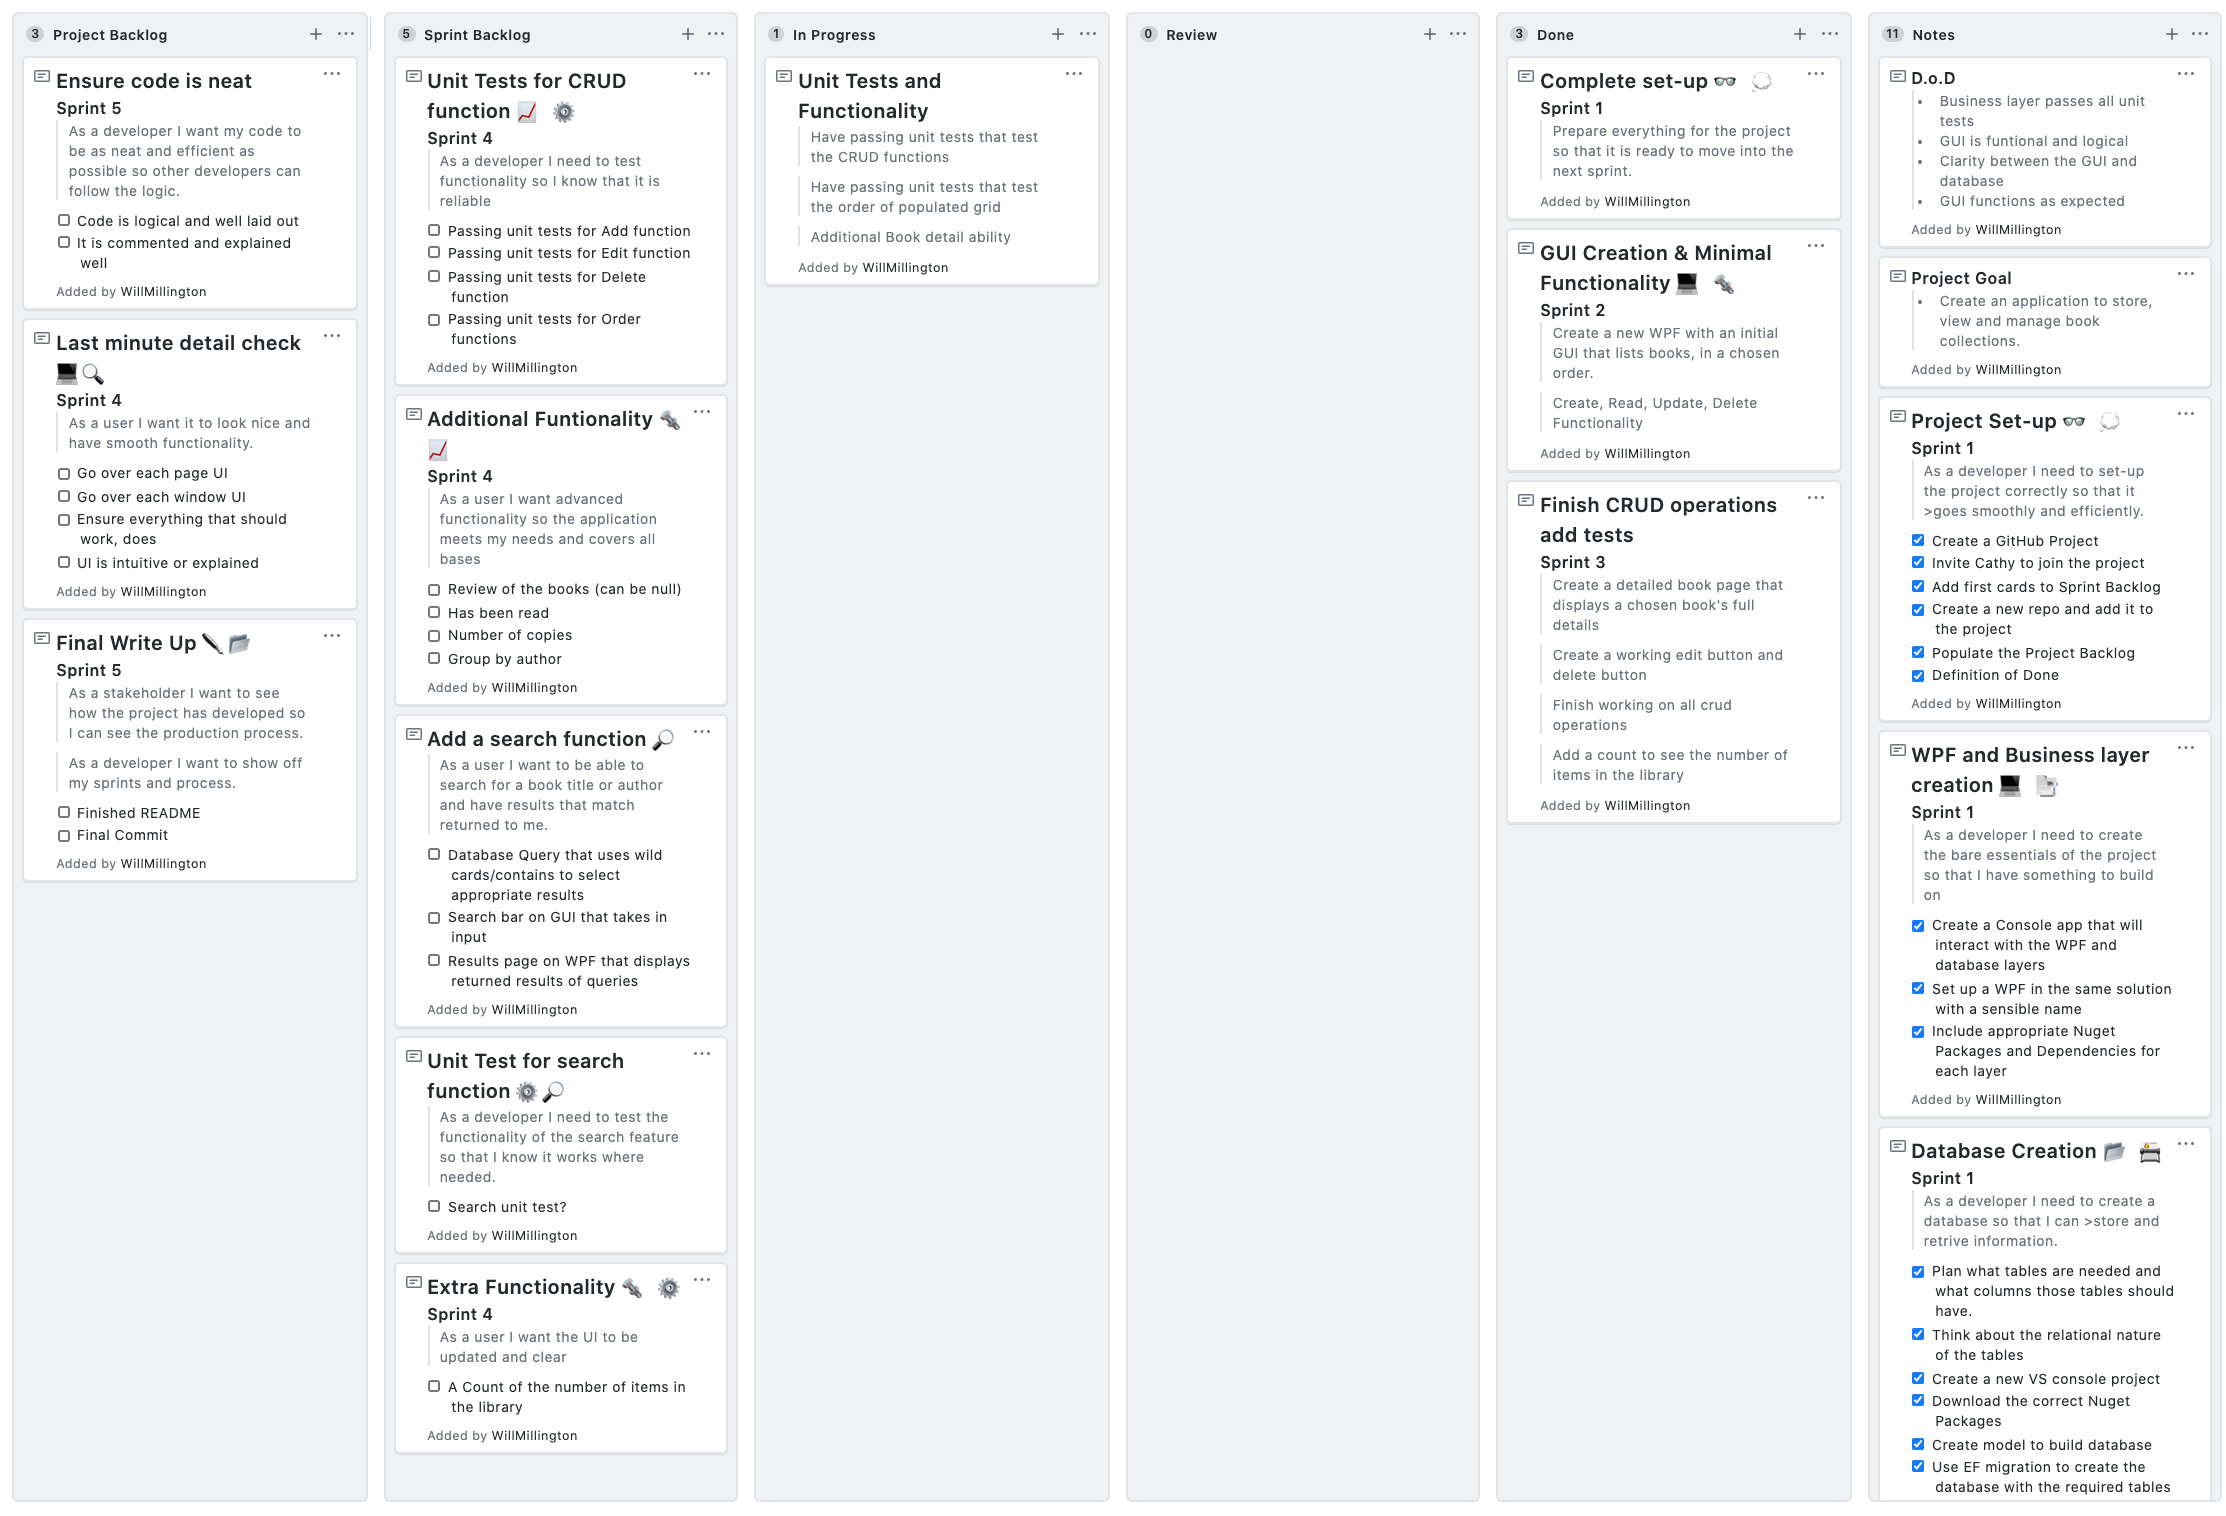 3 Project Backlog
Ensure code is neat
Sprint 5
As a developer I want my code to
be as neat and efficient as
possible so other developers can
follow the logic.
Code is logical and well laid out
It is commented and explained
well
Added by WillMillington
Last minute detail check
Sprint 4
As a user I want it to look nice and
have smooth functionality.
Go over each page UI
Go over each window UI
Ensure everything that should
work, does
UI is intuitive or explained
Added by WillMillington
Final Write Up
Sprint 5
As a stakeholder I want to see
how the project has developed so
I can see the production process.
As a developer I want to show off
my sprints and process.
Finished README
Final Commit
Added by WillMillington
5 Sprint Backlog
Unit Tests for CRUD
function
Sprint 4
As a developer I need to test
functionality so I know that it is
reliable
Passing unit tests for Add function
Passing unit tests for Edit function
Passing unit tests for Delete
function
Passing unit tests for Order
functions
Added by WillMillington
Additional Funtionality
Sprint 4
As a user I want advanced
functionality so the application
meets my needs and covers all
bases
Review of the books (can be null)
Has been read
Number of copies
Group by author
Added by WillMillington
Add a search function
As a user I want to be able to
search for a book title or author
and have results that match
returned to me.
Database Query that uses wild
cards/contains to select
appropriate results
Search bar on GUI that takes in
input
Results page on WPF that displays
returned results of queries
Added by WillMillington
Unit Test for search
function
As a developer I need to test the
functionality of the search feature
so that I know it works where
needed.
Search unit test?
Added by WillMillington
Extra Functionality
Sprint 4
As a user I want the UI to be
updated and clear
A Count of the number of items in
the library
Added by WillMillington
1 In Progress
Unit Tests and
Functionality
Have passing unit tests that test
the CRUD functions
Have passing unit tests that test
the order of populated grid
Additional Book detail ability
Added by WillMillington
0 Review
3 Done
Complete set-up
Sprint 1
Prepare everything for the project
so that it is ready to move into the
next sprint.
Added by WillMillington
GUI Creation & Minimal
Functionality
Sprint 2
Create a new WPF with an initial
GUI that lists books, in a chosen
order.
Create, Read, Update, Delete
Functionality
Added by WillMillington
Finish CRUD operations
add tests
Sprint 3
Create a detailed book page that
displays a chosen book's full
details
Create a working edit button and
delete button
Finish working on all crud
operations
Add a count to see the number of
items in the library
Added by WillMillington
11 Notes
D.o.D
Business layer passes all unit
tests
GUI is funtional and logical
Clarity between the GUI and
database
GUI functions as expected
Added by WillMillington
Project Goal
Create an application to store,
view and manage book
collections.
Added by WillMillington
Project Set-up
Sprint 1
As a developer I need to set-up
the project correctly so that it
>goes smoothly and efficiently.
Create a GitHub Project
Invite Cathy to join the project
Add first cards to Sprint Backlog
Create a new repo and add it to
the project
Populate the Project Backlog
Definition of Done
Added by WillMillington
WPF and Business layer
creation
Sprint 1
As a developer I need to create
the bare essentials of the project
so that I have something to build
on
Create a Console app that will
interact with the WPF and
database layers
Set up a WPF in the same solution
with a sensible name
Include appropriate Nuget
Packages and Dependencies for
each layer
Added by WillMillington
Database Creation
Sprint 1
As a developer I need to create a
database so that I can >store and
retrive information.
Plan what tables are needed and
what columns those tables should
have.
Think about the relational nature
of the tables
Create a new VS console project
Download the correct Nuget
Packages
Create model to build database
Use EF migration to create the
database with the required tables